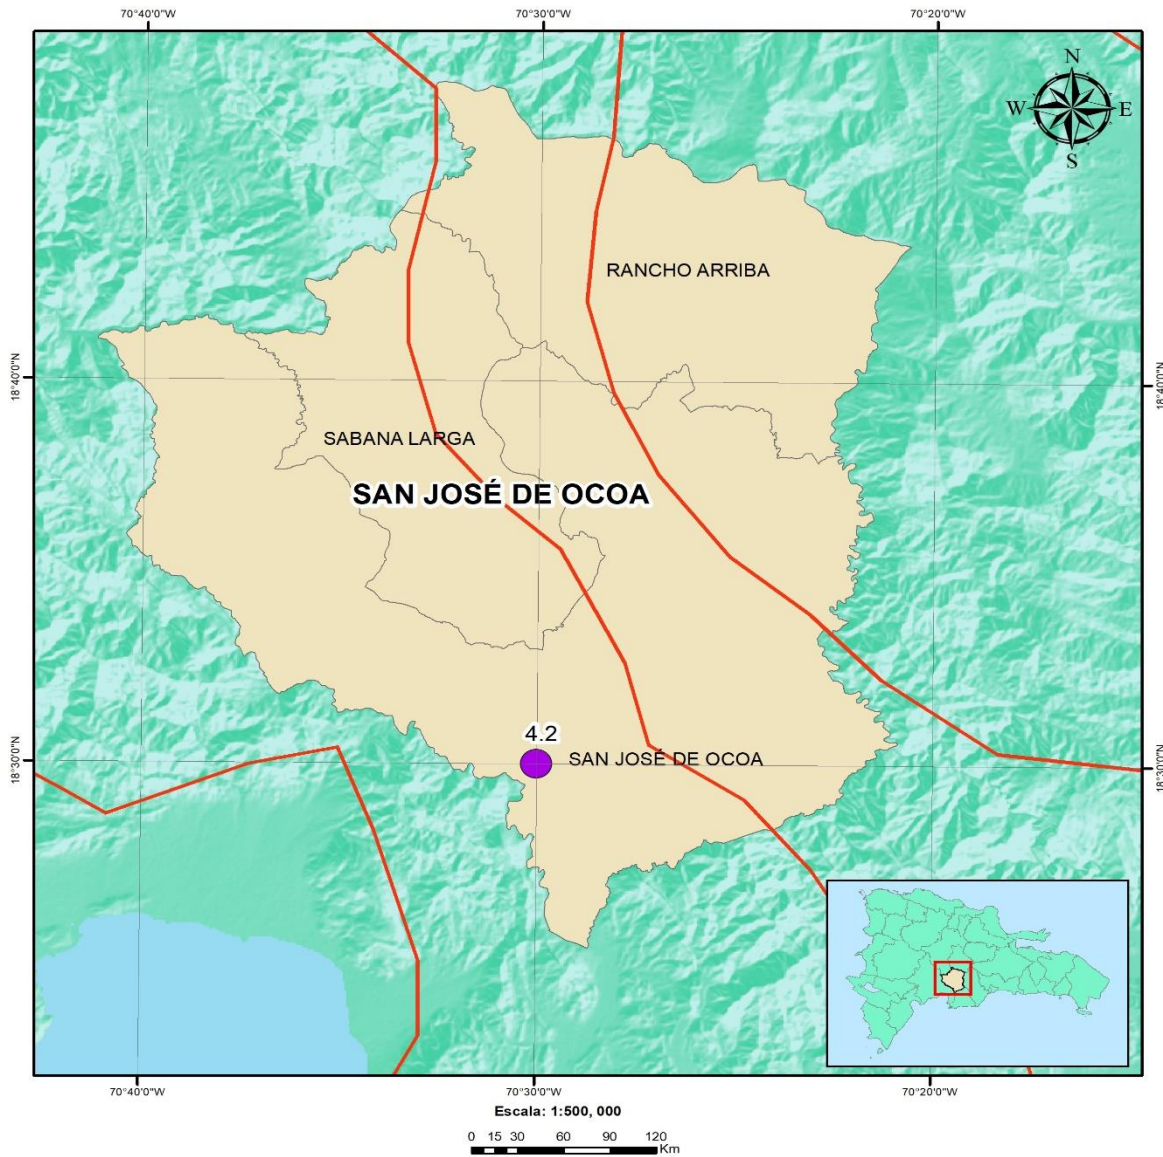 70°40'0"W 70°30'0"W 70°20'0"W
N
W E
S
RANCHO ARRIBA
18°40'0"N 18°40'0"N
SABANA LARGA
SAN JOSÉ DE OCOA
4.2
SAN JOSÉ DE OCOA
18°30'0"N 18°30'0"N
70°40'0"W 70°30'0"W 70°20'0"W
Escala: 1:500, 000
0 15 30 60 90 120
Km